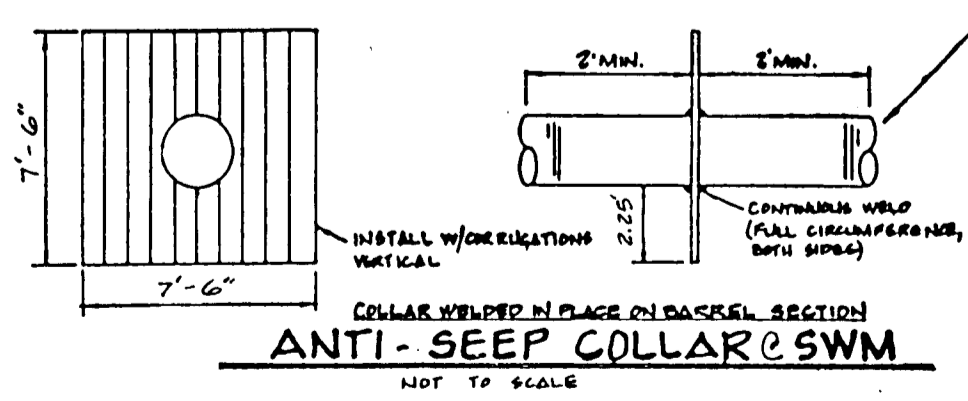 7'-6"
7'-6"
INSTALL W/CORRUGATIONS
VERTICAL
2' MIN.
2' MIN.
2.25'
CONTINUOUS WELD
(FULL CIRCUMFERENCE,
BOTH SIDES)
COLLAR WELDED IN PLACE ON BARREL SECTION
ANTI-SEEP COLLAR @ SWM
NOT TO SCALE